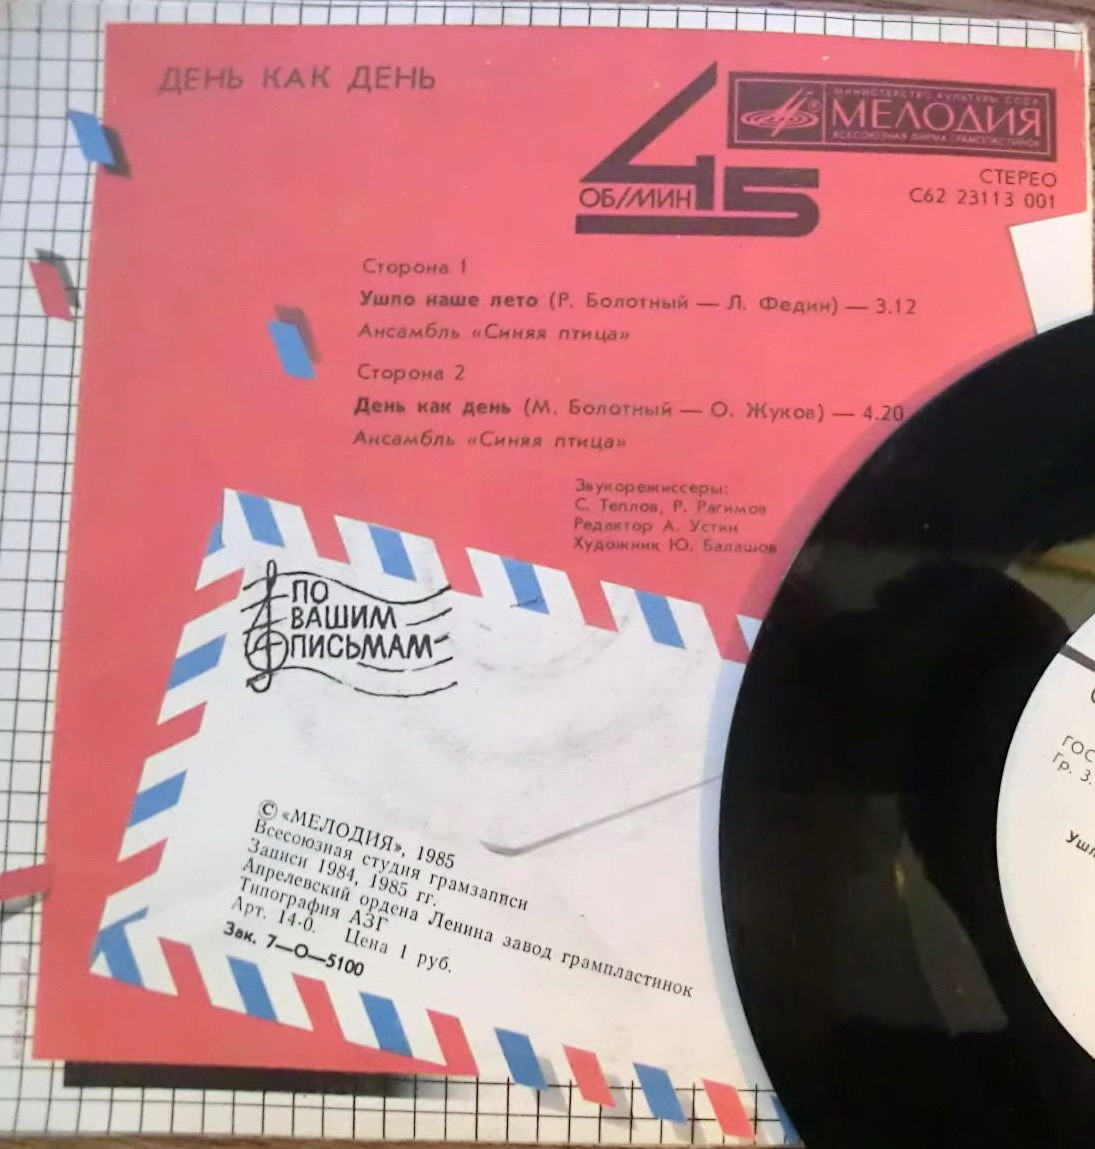 ДЕНЬ КАК ДЕНЬ
МИНИСТЕРСТВО КУЛЬТУРЫ СССР
МЕЛОДИЯ
ВСЕСОЮЗНАЯ ФИРМА ГРАМПЛАСТИНОК
45
ОБ/МИН
СТЕРЕО
С62 23113 001
Сторона 1
Ушло наше лето (Р. Болотный — Л. Федин) — 3.12
Ансамбль «Синяя птица»
Сторона 2
День как день (М. Болотный — О. Жуков) — 4.20
Ансамбль «Синяя птица»
Звукорежиссеры:
С. Теплов, Р. Рагимов
Редактор А. Устин
Художник Ю. Балашов
ПО
ВАШИМ
ПИСЬМАМ
© «МЕЛОДИЯ», 1985
Всесоюзная студия грамзаписи
Записи 1984, 1985 гг.
Апрелевский ордена Ленина завод грампластинок
Типография АЗГ
Арт. 14-0. Цена 1 руб.
Зак. 7—О—5100
ГОС
Гр. 3.